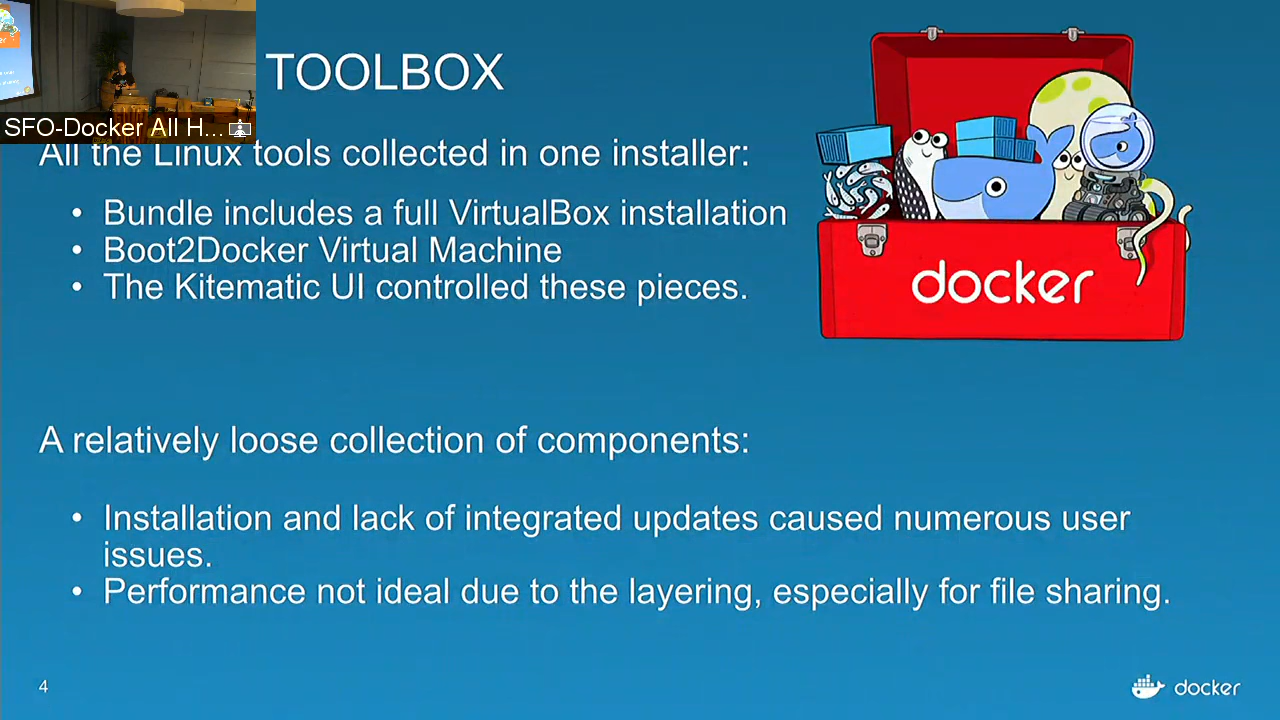 TOOLBOX
SFO-Docker All H...
All the Linux tools collected in one installer:
• Bundle includes a full VirtualBox installation
• Boot2Docker Virtual Machine
• The Kitematic UI controlled these pieces.
docker
A relatively loose collection of components:
• Installation and lack of integrated updates caused numerous user
issues.
• Performance not ideal due to the layering, especially for file sharing.
4
docker